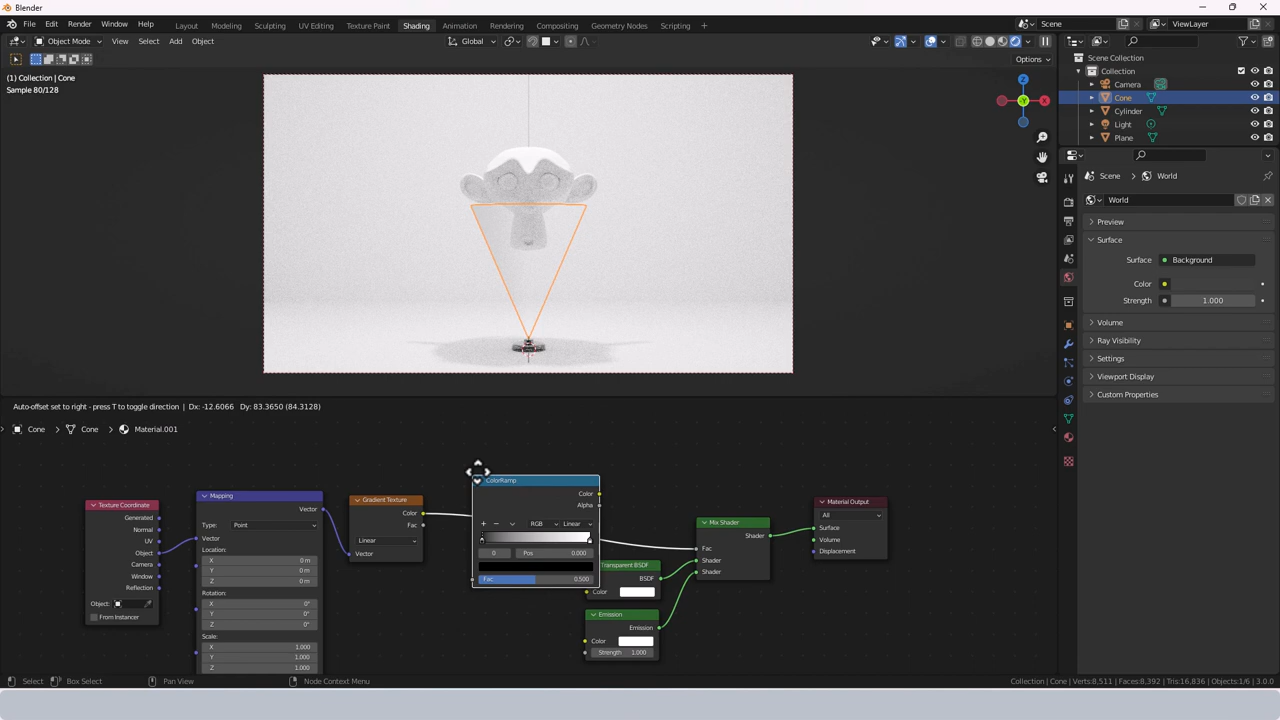 Blender
File Edit Render Window Help Layout Modeling Sculpting UV Editing Texture Paint Shading Animation Rendering Compositing Geometry Nodes Scripting + Scene ViewLayer
Object Mode View Select Add Object Global
Options
(1) Collection | Cone
Sample 80/128
Z
Y
X
Scene Collection
Collection
Camera
Cone
Cylinder
Light
Plane
Scene > World
World
Preview
Surface
Surface Background
Color
Strength 1.000
Volume
Ray Visibility
Settings
Viewport Display
Custom Properties
Auto-offset set to right - press T to toggle direction | Dx: -12.6066 Dy: 83.3650 (84.3128)
Cone > Cone > Material.001
Texture Coordinate
Generated
Normal
UV
Object
Camera
Window
Reflection
Object:
From Instancer
Mapping
Vector
Type: Point
Vector
Location:
X 0 m
Y 0 m
Z 0 m
Rotation:
X 0°
Y 0°
Z 0°
Scale:
X 1.000
Y 1.000
Z 1.000
Gradient Texture
Color
Fac
Linear
Vector
ColorRamp
Color
Alpha
+ − RGB Linear
0 Pos 0.000
Fac 0.500
Transparent BSDF
BSDF
Color
Emission
Emission
Color
Strength 1.000
Mix Shader
Shader
Fac
Shader
Shader
Material Output
All
Surface
Volume
Displacement
Select Box Select Pan View Node Context Menu Collection | Cone | Verts:8,511 | Faces:8,392 | Tris:16,836 | Objects:1/6 | 3.0.0